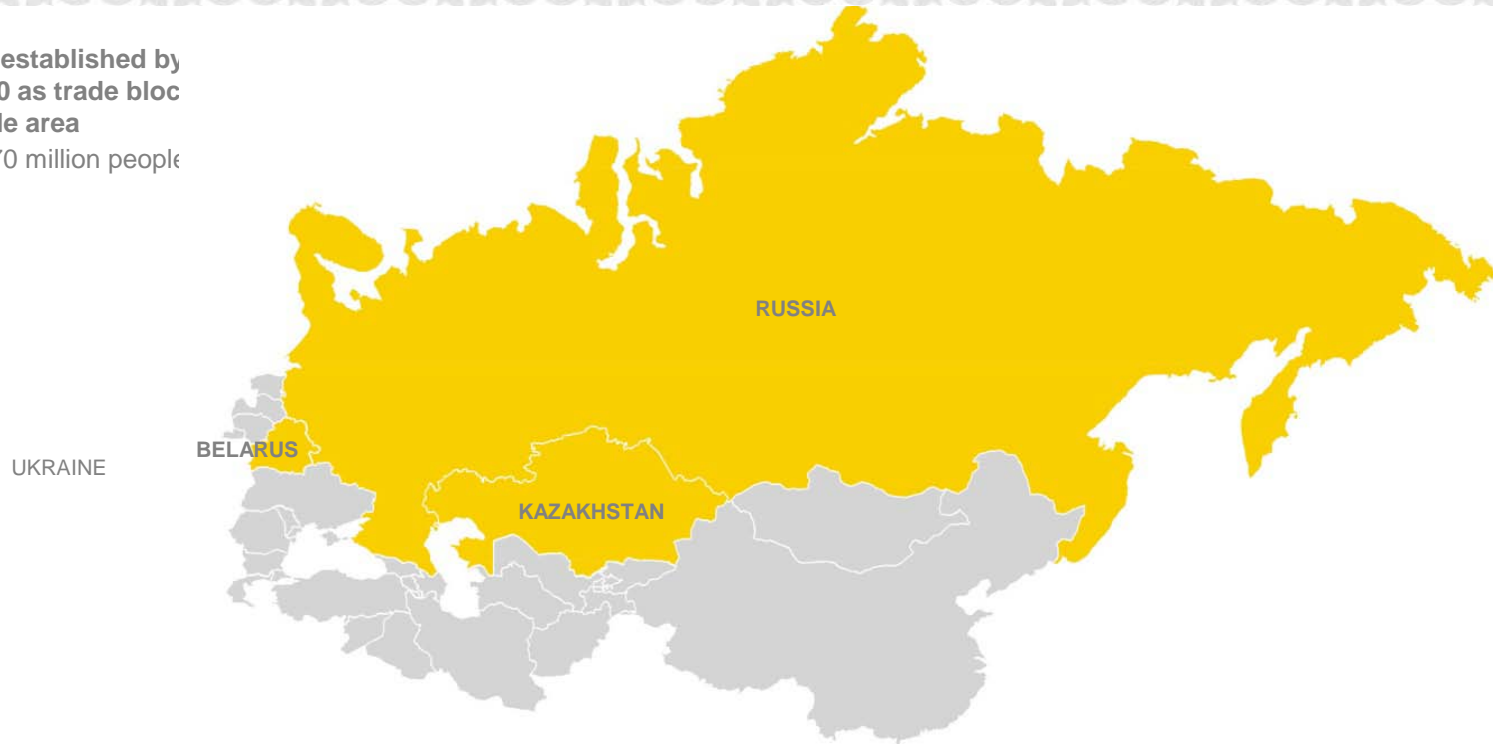 established by
0 as trade bloc
le area
70 million people
RUSSIA
BELARUS
UKRAINE
KAZAKHSTAN